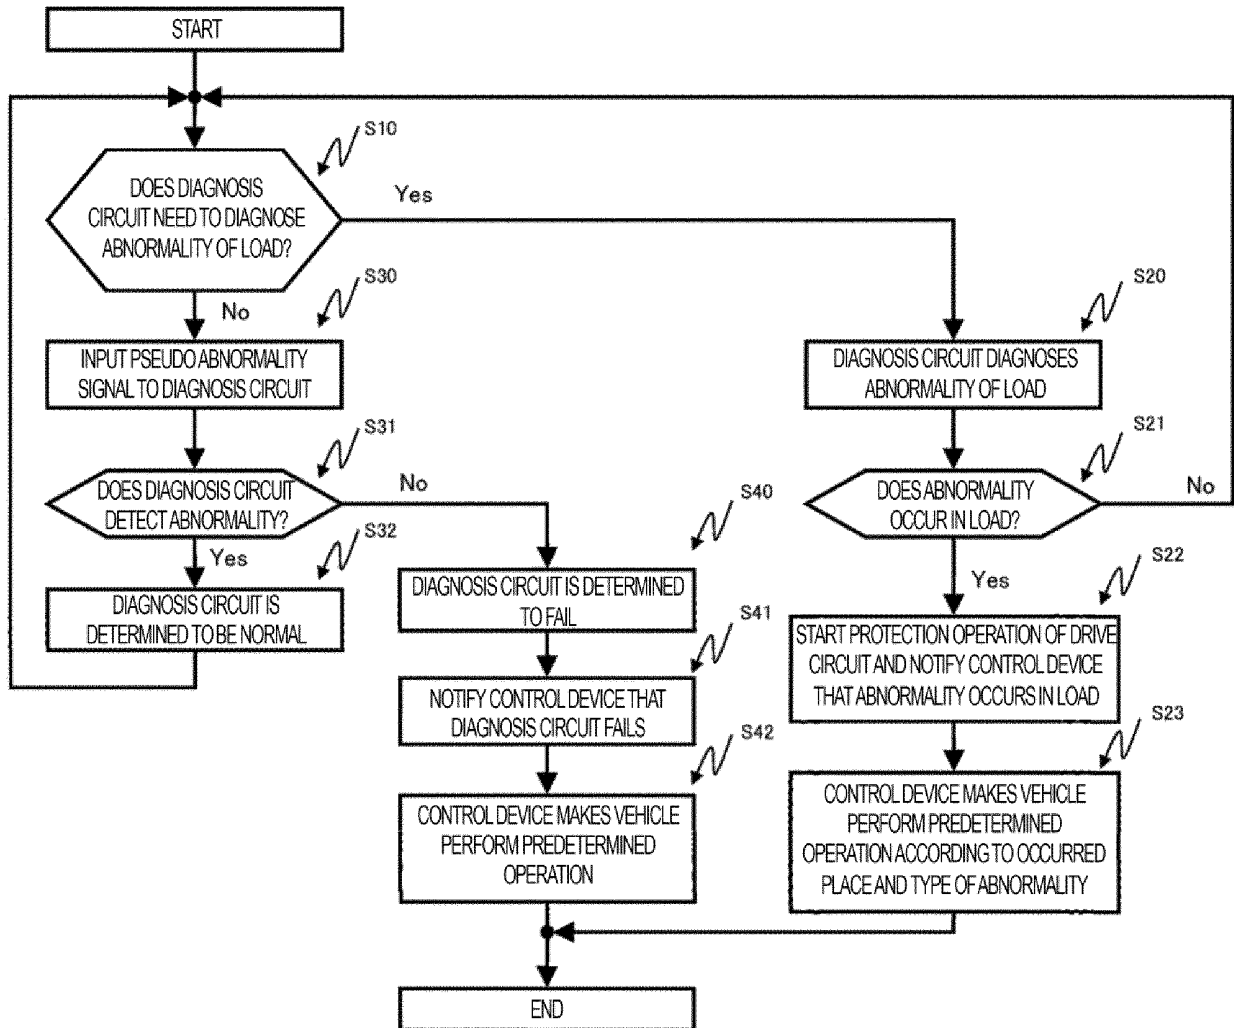 START
S10
DOES DIAGNOSIS
CIRCUIT NEED TO DIAGNOSE
ABNORMALITY OF LOAD?
Yes
No
S30
INPUT PSEUDO ABNORMALITY
SIGNAL TO DIAGNOSIS CIRCUIT
S31
DOES DIAGNOSIS CIRCUIT
DETECT ABNORMALITY?
No
Yes
S32
DIAGNOSIS CIRCUIT IS
DETERMINED TO BE NORMAL
S40
DIAGNOSIS CIRCUIT IS DETERMINED
TO FAIL
S41
NOTIFY CONTROL DEVICE THAT
DIAGNOSIS CIRCUIT FAILS
S42
CONTROL DEVICE MAKES VEHICLE
PERFORM PREDETERMINED
OPERATION
S20
DIAGNOSIS CIRCUIT DIAGNOSES
ABNORMALITY OF LOAD
S21
DOES ABNORMALITY
OCCUR IN LOAD?
No
Yes
S22
START PROTECTION OPERATION OF DRIVE
CIRCUIT AND NOTIFY CONTROL DEVICE
THAT ABNORMALITY OCCURS IN LOAD
S23
CONTROL DEVICE MAKES VEHICLE
PERFORM PREDETERMINED
OPERATION ACCORDING TO OCCURRED
PLACE AND TYPE OF ABNORMALITY
END